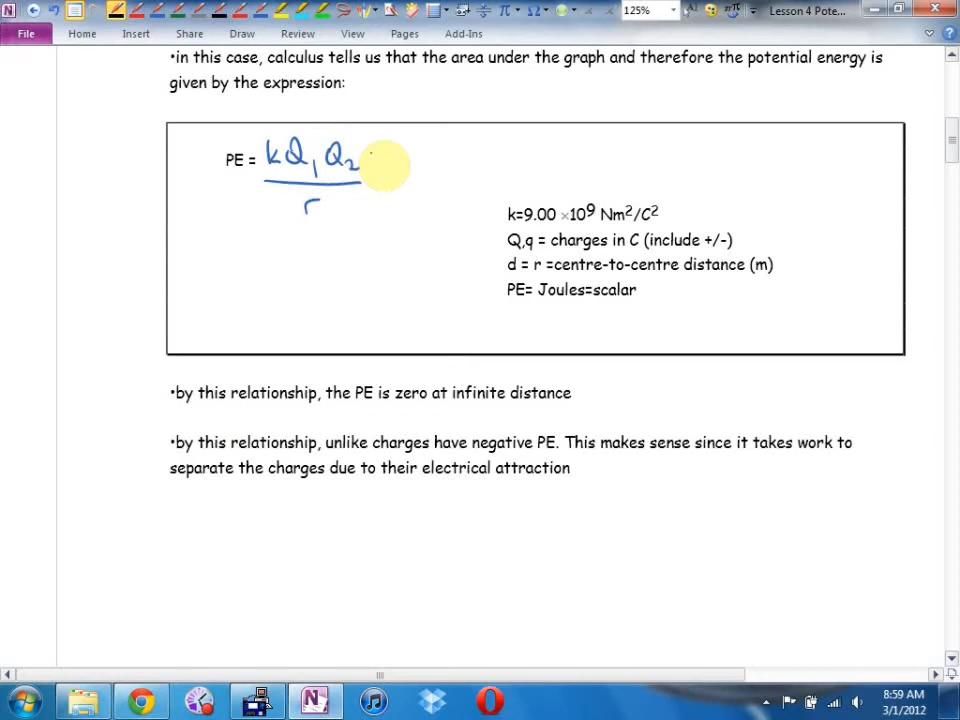 125%
Lesson 4 Pote...
File Home Insert Share Draw Review View Pages Add-Ins
•in this case, calculus tells us that the area under the graph and therefore the potential energy is
given by the expression:
PE = kQ₁Q₂
r
k=9.00 ×10⁹ Nm²/C²
Q,q = charges in C (include +/-)
d = r =centre-to-centre distance (m)
PE= Joules=scalar
•by this relationship, the PE is zero at infinite distance
•by this relationship, unlike charges have negative PE. This makes sense since it takes work to
separate the charges due to their electrical attraction
8:59 AM
3/1/2012